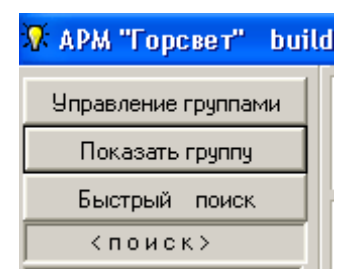 АРМ "Горсвет" build
Управление группами
Показать группу
Быстрый поиск
<поиск>